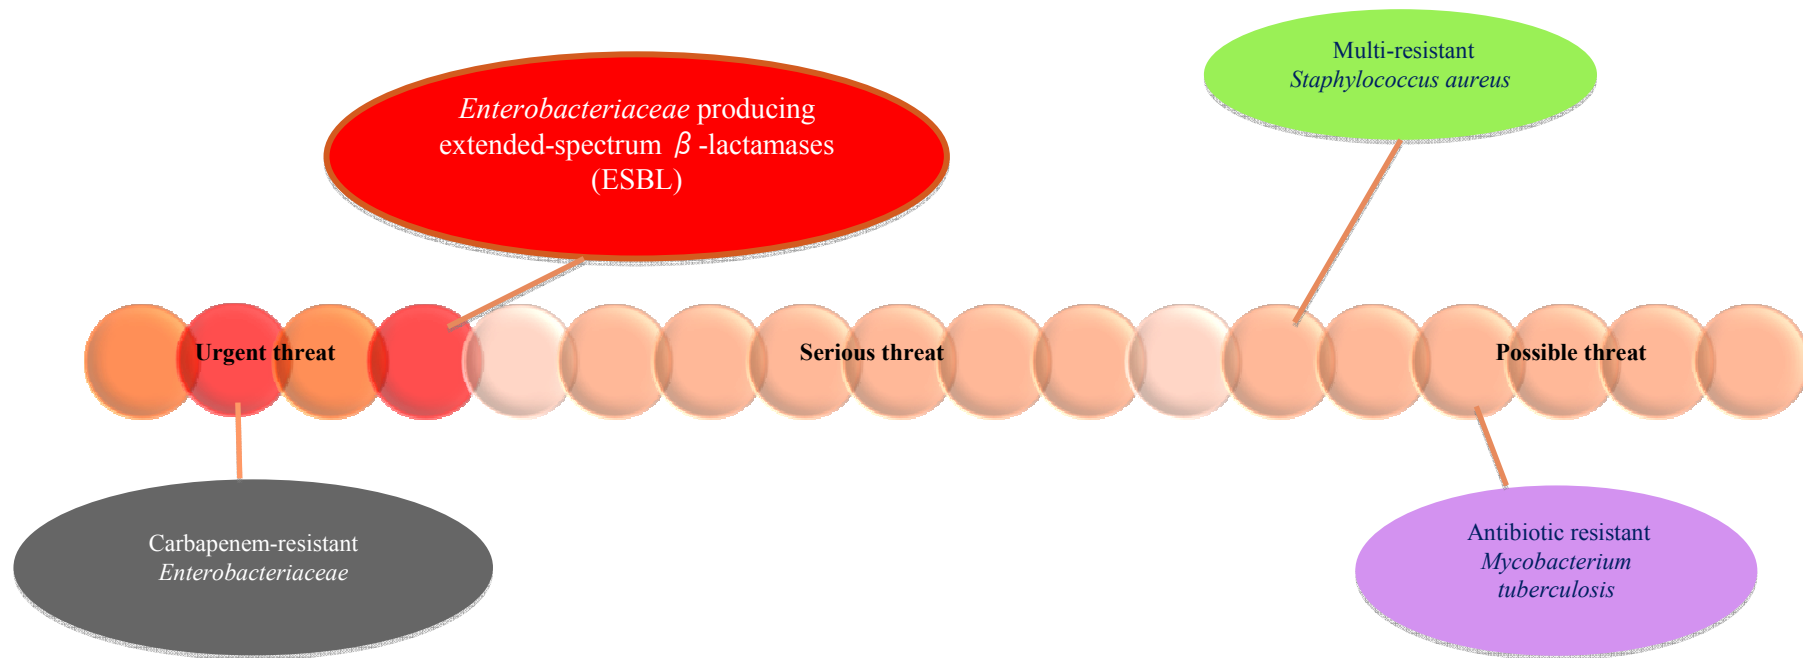 Multi-resistant
Staphylococcus aureus
Enterobacteriaceae producing
extended-spectrum β -lactamases
(ESBL)
Urgent threat
Serious threat
Possible threat
Carbapenem-resistant
Enterobacteriaceae
Antibiotic resistant
Mycobacterium
tuberculosis